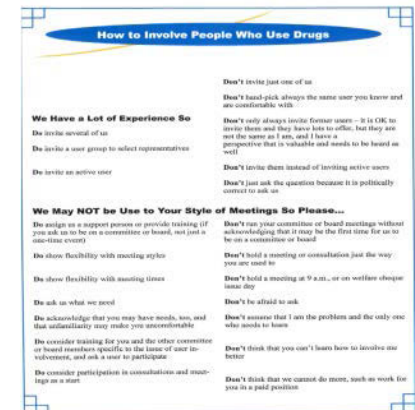 How to Involve People Who Use Drugs
We Have a Lot of Experience So
Do invite several of us
Do invite a user group to select representatives
Do invite an active user
Don't invite just one of us
Don't hand-pick always the same user you know and
are comfortable with
Don't only always invite former users – it is OK to
invite them and they have lots to offer, but they are
not the same as I am, and I have a
perspective that is valuable and needs to be heard as
well
Don't invite them instead of inviting active users
Don't just ask the question because it is politically
correct to ask us
We May NOT be Use to Your Style of Meetings So Please...
Do assign us a support person or provide training (if
you ask us to be on a committee or board, not just a
one-time event)
Do show flexibility with meeting styles
Do show flexibility with meeting times
Do ask us what we need
Do acknowledge that you may have needs, too, and
that unfamiliarity may make you uncomfortable
Do consider training for you and the other committee
or board members specific to the issue of user in-
volvement, and ask a user to participate
Do consider participation in consultations and meet-
ings as a start
Don't run your committee or board meetings without
acknowledging that it may be the first time for us to
be on a committee or board
Don't hold a meeting or consultation just the way
you are used to
Don't hold a meeting at 9 a.m., or on welfare cheque
issue day
Don't be afraid to ask
Don't assume that I am the problem and the only one
who needs to learn
Don't think that you can't learn how to involve me
better
Don't think that we cannot do more, such as work for
you in a paid position